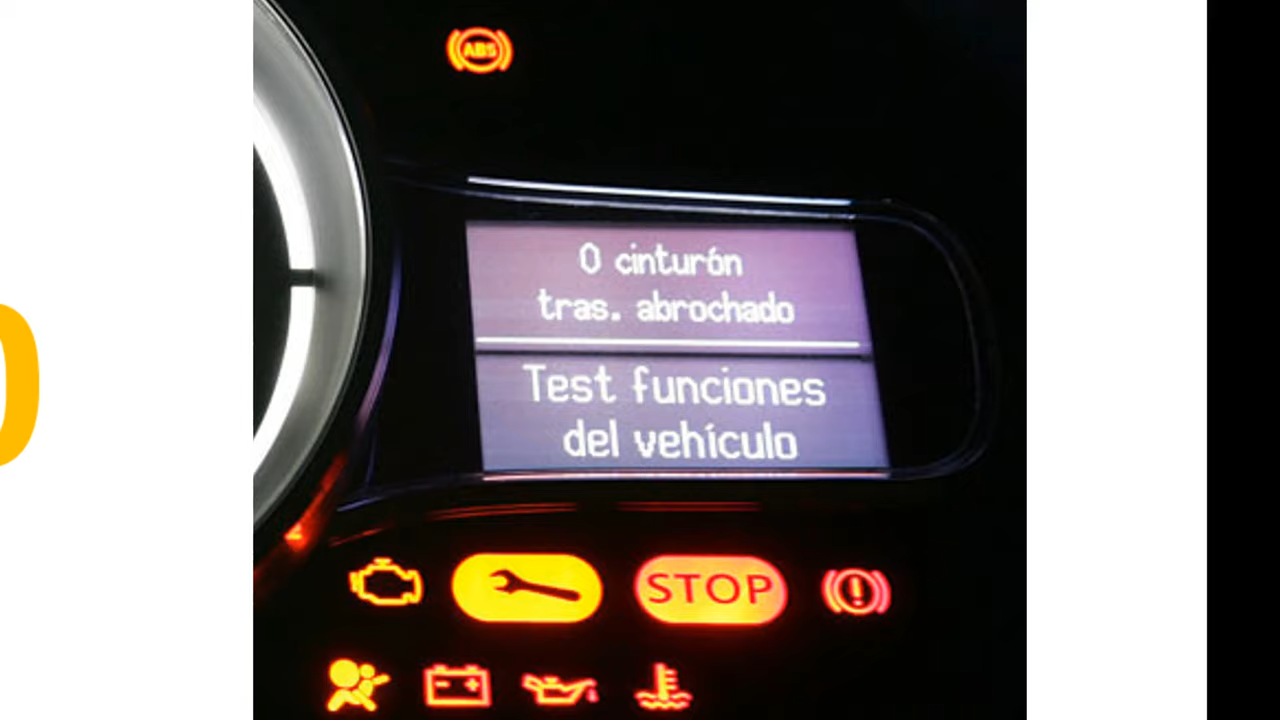 ABS
0 cinturón
tras. abrochado
Test funciones
del vehículo
STOP